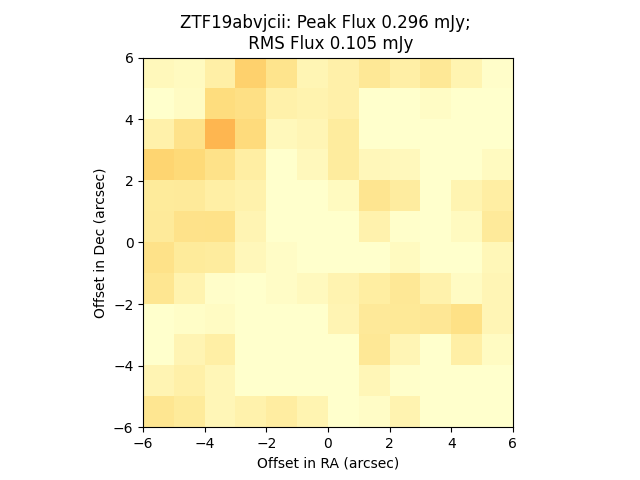 ZTF19abvjcii: Peak Flux 0.296 mJy;
RMS Flux 0.105 mJy
6
4
2
0
−2
−4
−6
Offset in Dec (arcsec)
−6 −4 −2 0 2 4 6
Offset in RA (arcsec)